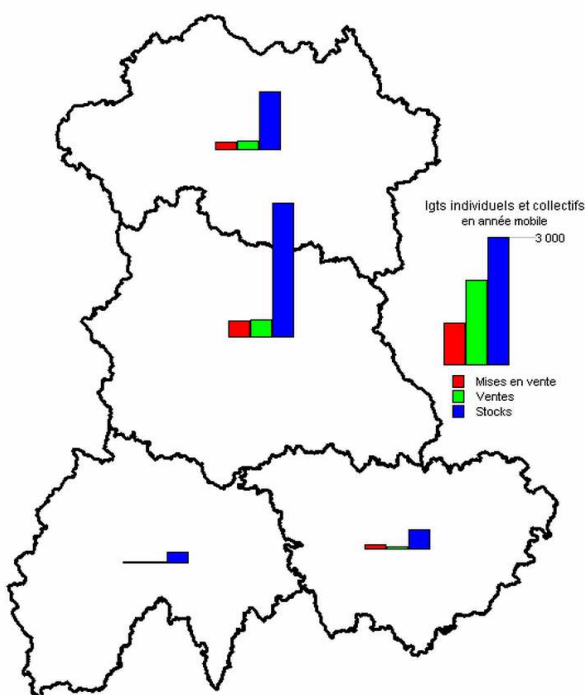 lgts individuels et collectifs
en année mobile
3 000
Mises en vente
Ventes
Stocks